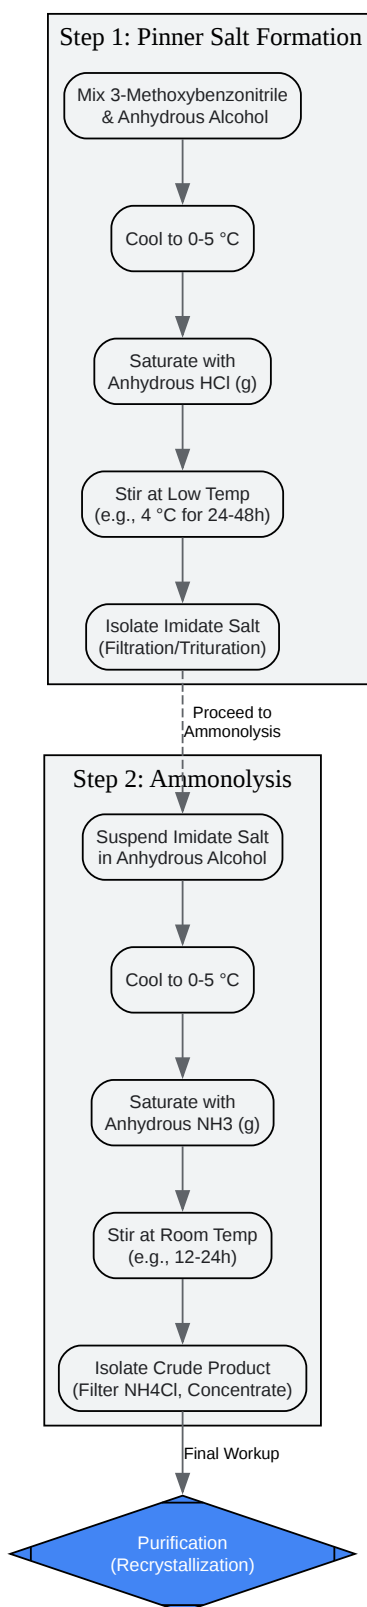 Step 1: Pinner Salt Formation
Mix 3-Methoxybenzonitrile
& Anhydrous Alcohol
Cool to 0-5 °C
Saturate with
Anhydrous HCl (g)
Stir at Low Temp
(e.g., 4 °C for 24-48h)
Isolate Imidate Salt
(Filtration/Trituration)
Proceed to
Ammonolysis
Step 2: Ammonolysis
Suspend Imidate Salt
in Anhydrous Alcohol
Cool to 0-5 °C
Saturate with
Anhydrous NH3 (g)
Stir at Room Temp
(e.g., 12-24h)
Isolate Crude Product
(Filter NH4Cl, Concentrate)
Final Workup
Purification
(Recrystallization)